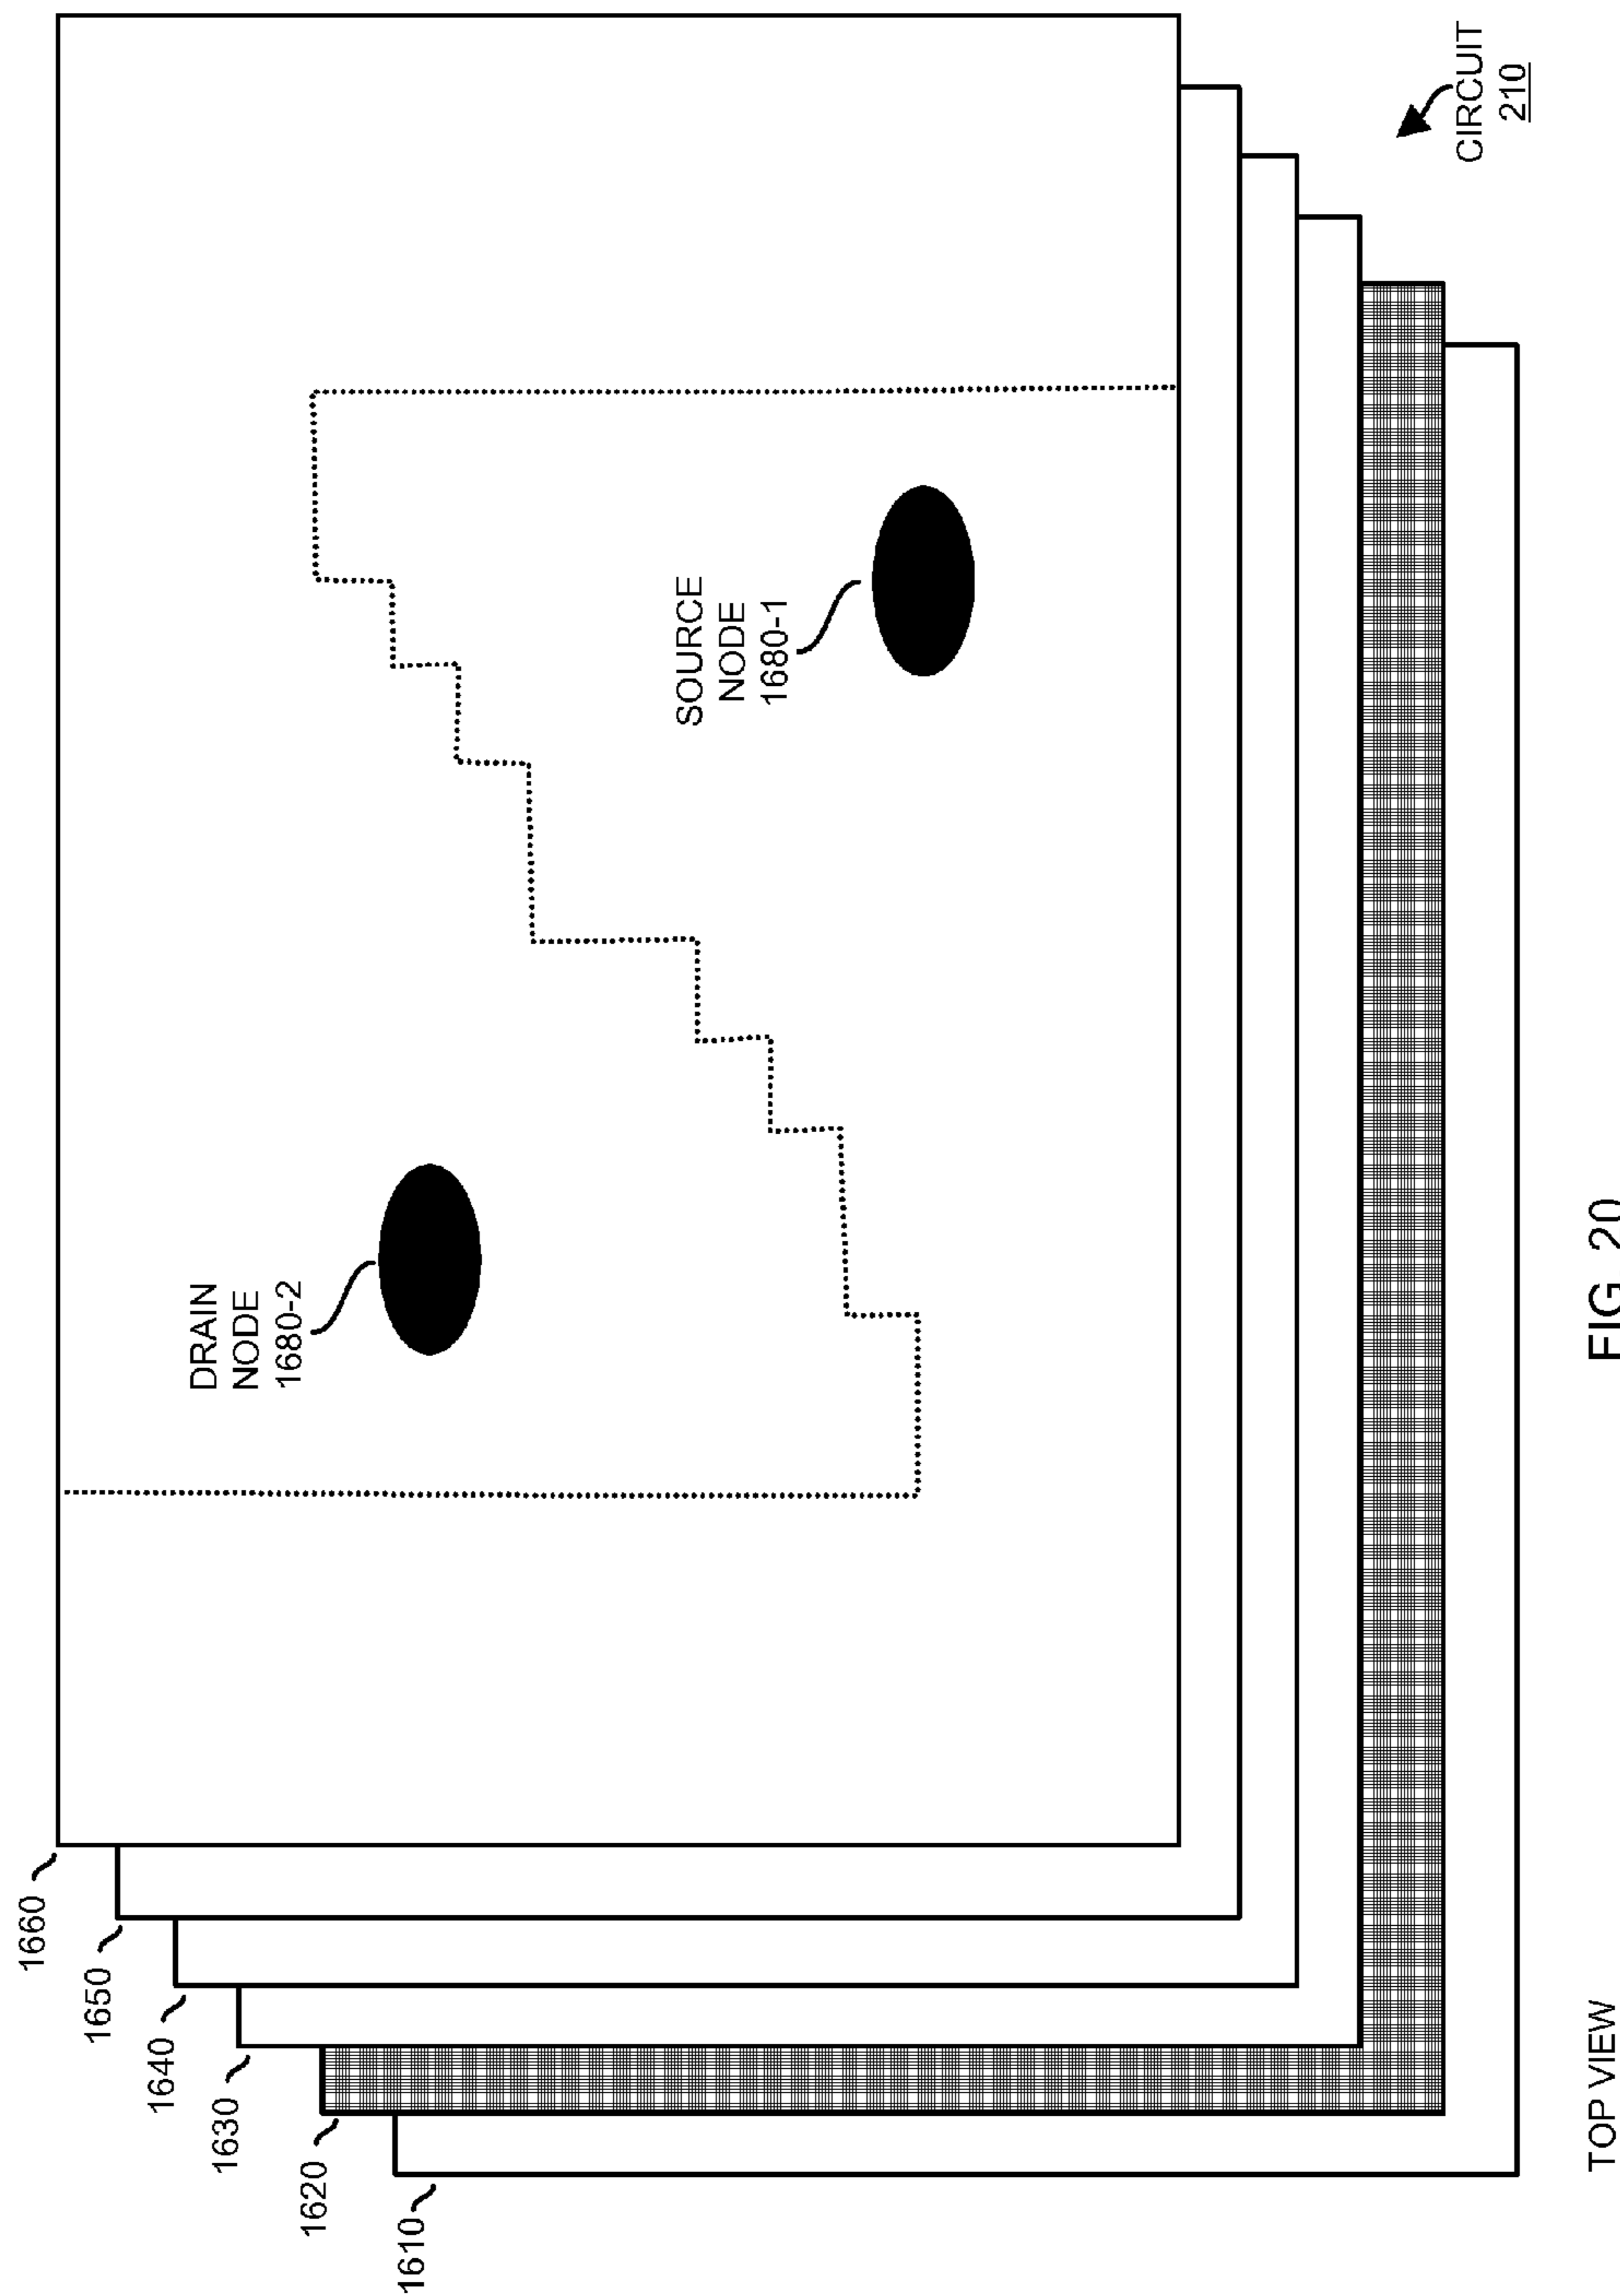 1660
1650
1640
1630
1620
1610
DRAIN
NODE
1680-2
SOURCE
NODE
1680-1
CIRCUIT
210
TOP VIEW
FIG. 20